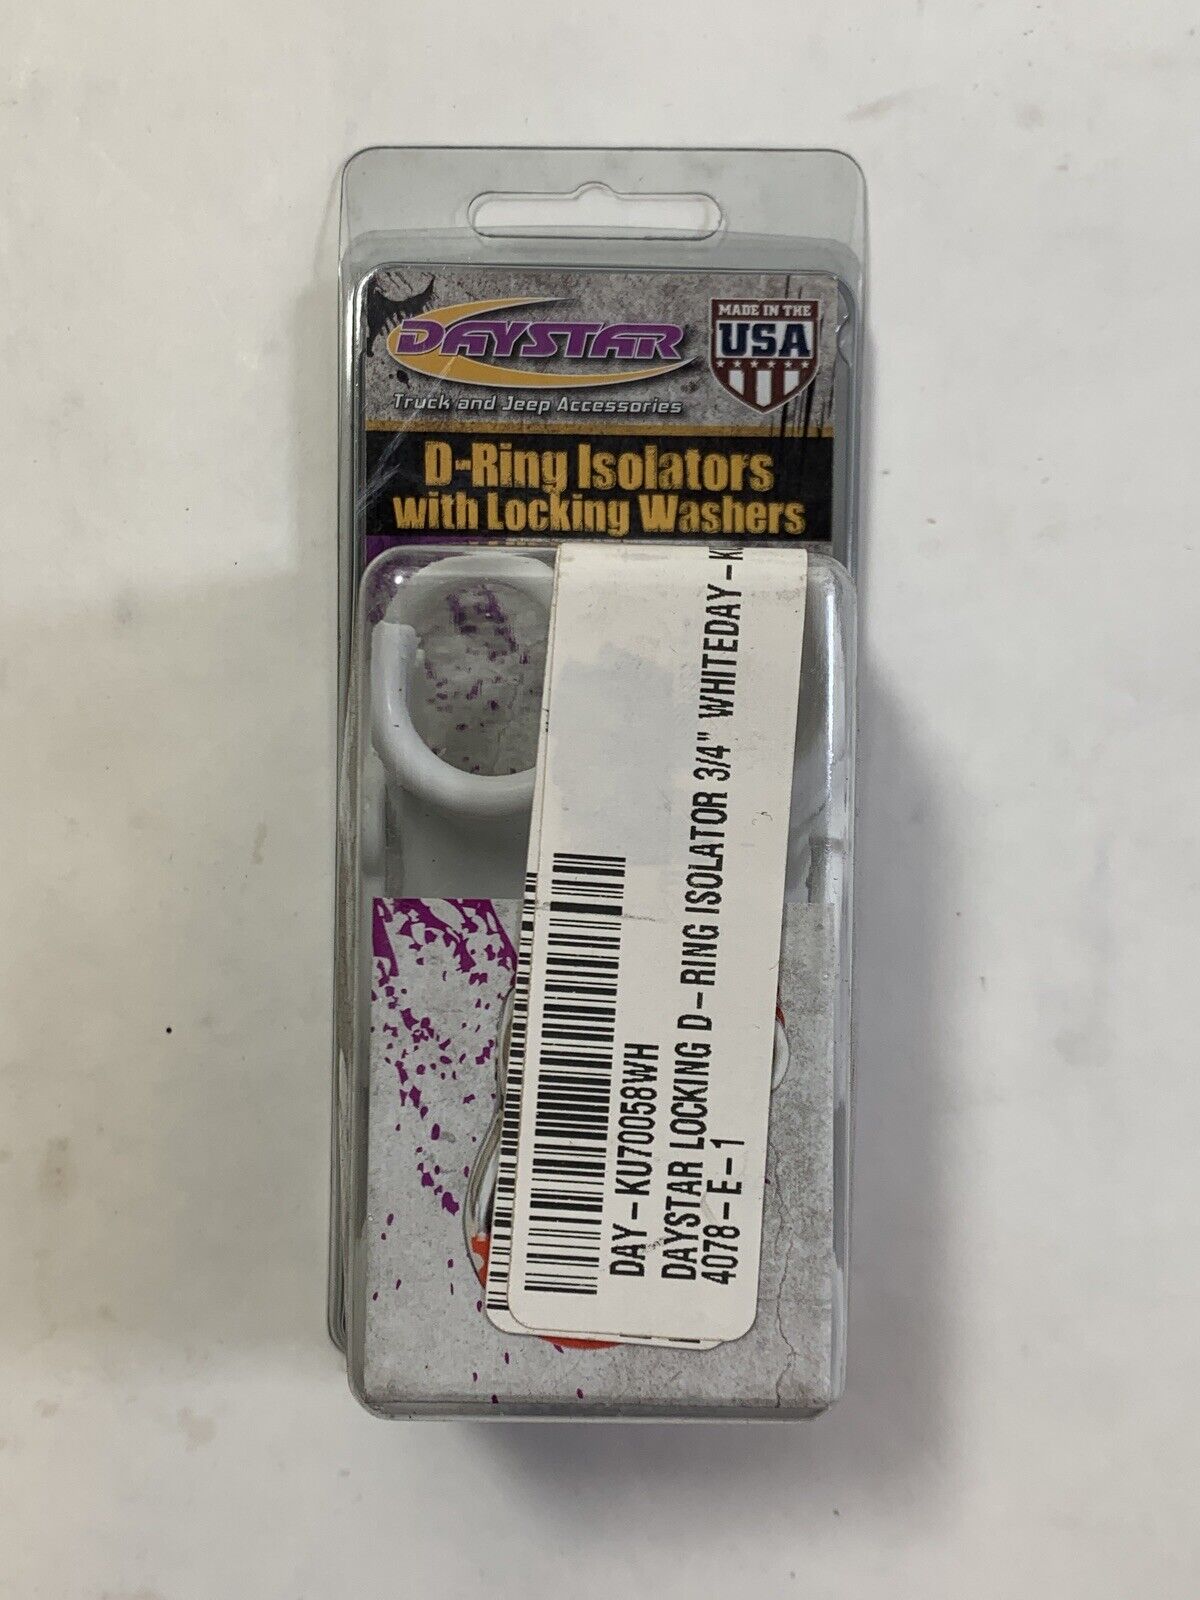 DAYSTAR
Truck and Jeep Accessories
MADE IN THE
USA
D-Ring Isolators
with Locking Washers
DAY-KU70058WH
DAYSTAR LOCKING D-RING ISOLATOR 3/4" WHITEDAY-K
4078-E-1